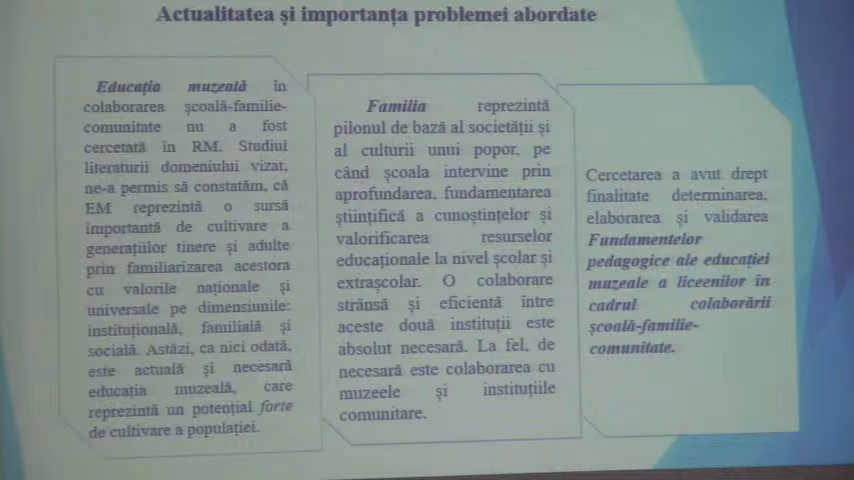 Actualitatea și importanța problemei abordate
Educația muzeală în
colaborarea școală-familie-
comunitate nu a fost
cercetată în RM. Studiul
literaturii domeniului vizat,
ne-a permis să constatăm, că
EM reprezintă o sursă
importantă de cultivare a
generațiilor tinere și adulte
prin familiarizarea acestora
cu valorile naționale și
universale pe dimensiunile:
instituțională, familială și
socială. Astăzi, ca nici odată,
este actuală și necesară
educația muzeală, care
reprezintă un potențial forte
de cultivare a populației.
Familia reprezintă
pilonul de bază al societății și
al culturii unui popor, pe
când școala intervine prin
aprofundarea, fundamentarea
științifică a cunoștințelor și
valorificarea resurselor
educaționale la nivel școlar și
extrașcolar. O colaborare
strânsă și eficientă între
aceste două instituții este
absolut necesară. La fel, de
necesară este colaborarea cu
muzeele și instituțiile
comunitare.
Cercetarea a avut drept
finalitate determinarea,
elaborarea și validarea
Fundamentelor
pedagogice ale educației
muzeale a liceenilor în
cadrul colaborării
școală-familie-
comunitate.